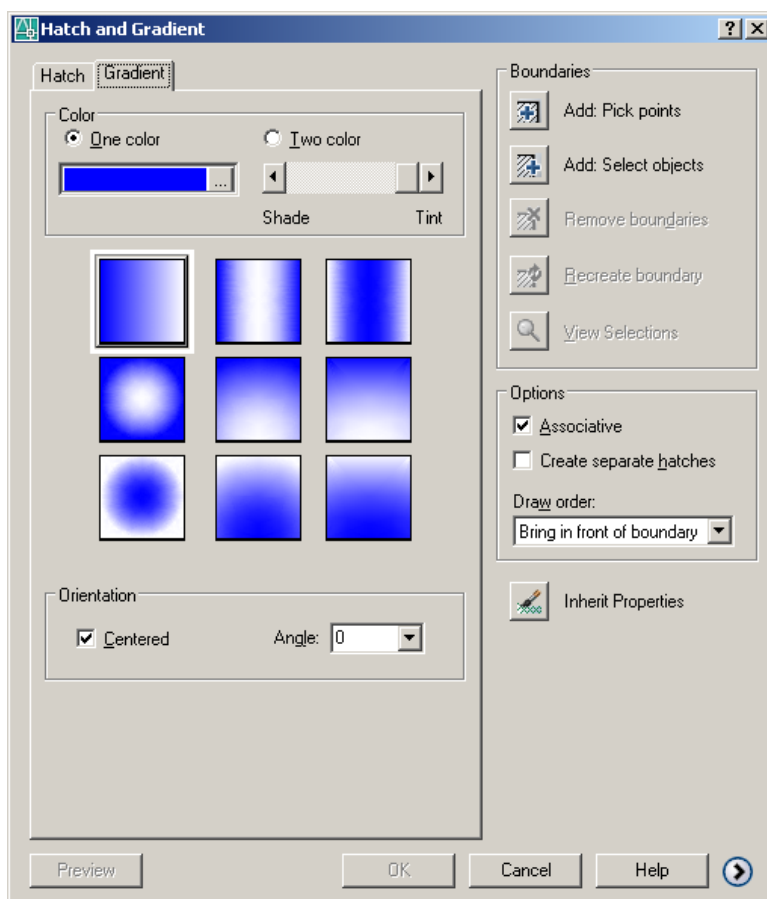 Hatch and Gradient
Hatch Gradient
Color
One color
Two color
...
Shade Tint
Orientation
Centered
Angle: 0
Boundaries
Add: Pick points
Add: Select objects
Remove boundaries
Recreate boundary
View Selections
Options
Associative
Create separate hatches
Draw order:
Bring in front of boundary
Inherit Properties
Preview OK Cancel Help